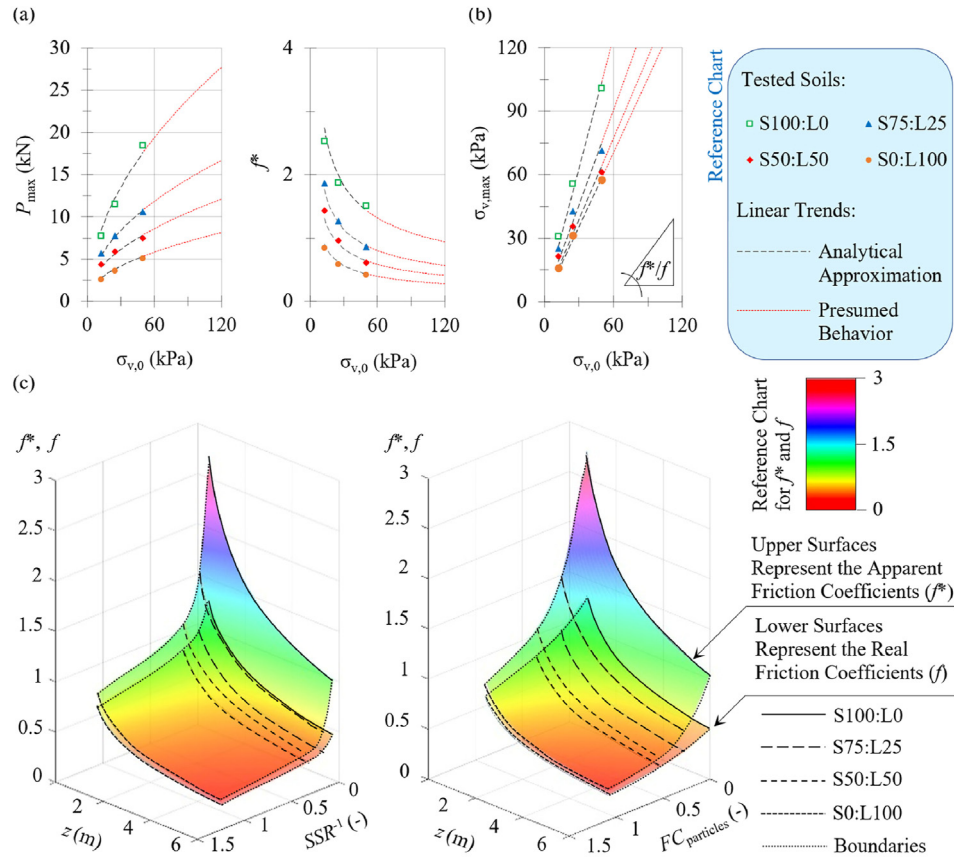 (a)
30
25
20
15
10
5
0
P max (kN)
0
60
120
σv,0 (kPa)
4
2
0
f*
0
60
120
σv,0 (kPa)
(b)
120
90
60
30
0
σv,max (kPa)
f*/f
0
60
120
σv,0 (kPa)
Reference Chart
Tested Soils:
S100:L0
S75:L25
S50:L50
S0:L100
Linear Trends:
Analytical
Approximation
Presumed
Behavior
(c)
f*, f
3
2.5
2
1.5
1
0.5
0
2
4
6
z (m)
1.5
1
0.5
0
SSR-1 (-)
f*, f
3
2.5
2
1.5
1
0.5
0
2
4
6
z (m)
1.5
1
0.5
0
FCparticles (-)
Reference Chart
for f* and f
3
1.5
0
Upper Surfaces
Represent the Apparent
Friction Coefficients (f*)
Lower Surfaces
Represent the Real
Friction Coefficients (f)
S100:L0
S75:L25
S50:L50
S0:L100
Boundaries